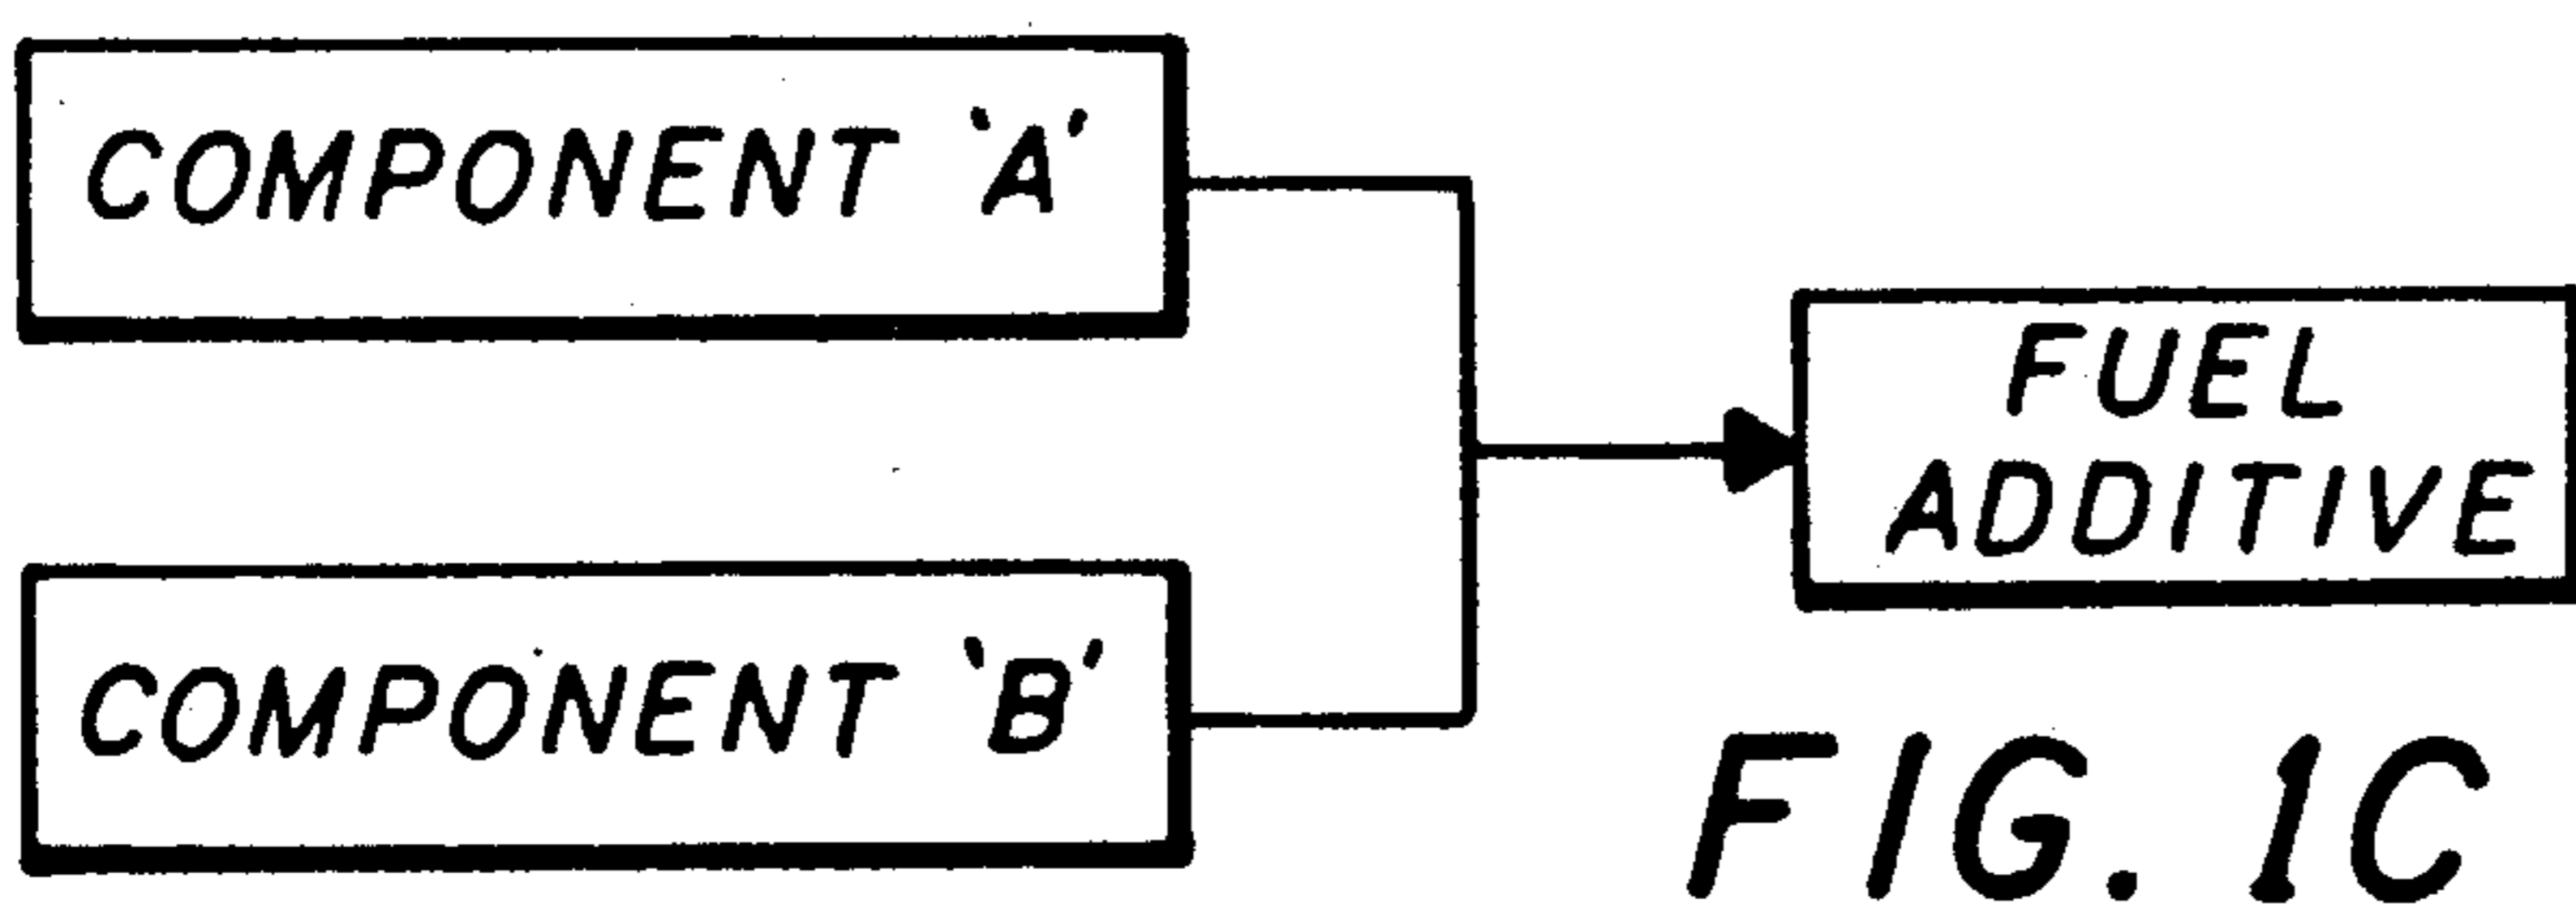 COMPONENT 'A'
FUEL
ADDITIVE
COMPONENT 'B'
FIG. 1C